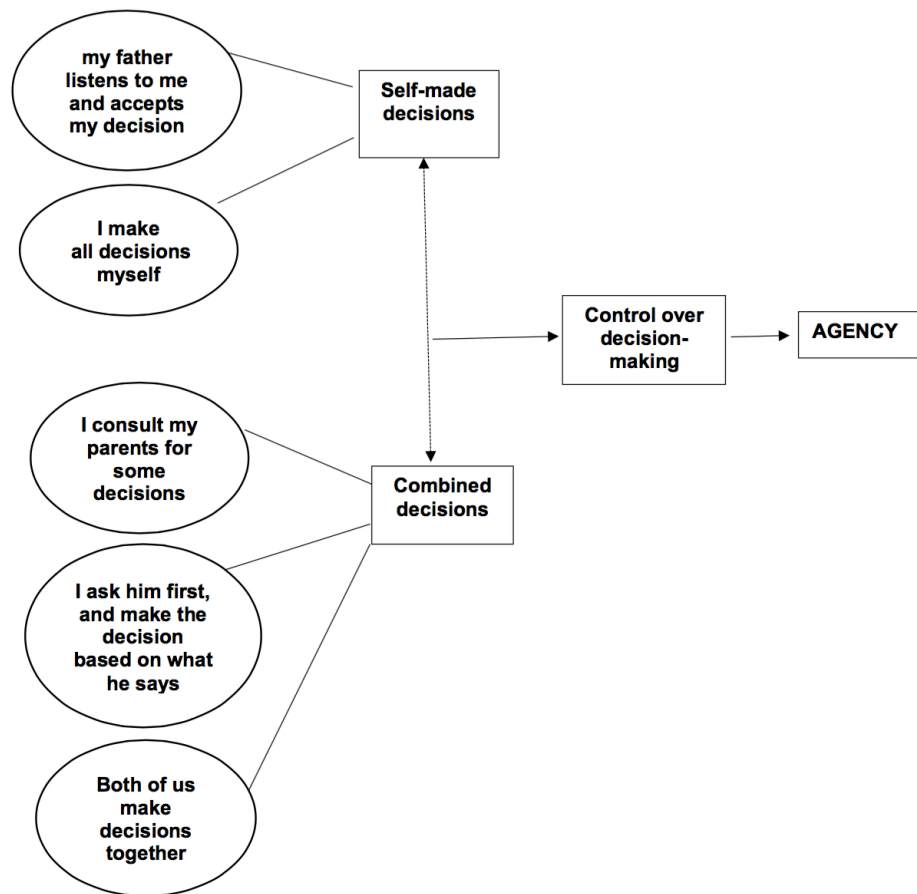 my father
listens to me
and accepts
my decision
Self-made
decisions
I make
all decisions
myself
Control over
decision-
making
AGENCY
I consult my
parents for
some
decisions
Combined
decisions
I ask him first,
and make the
decision
based on what
he says
Both of us
make
decisions
together